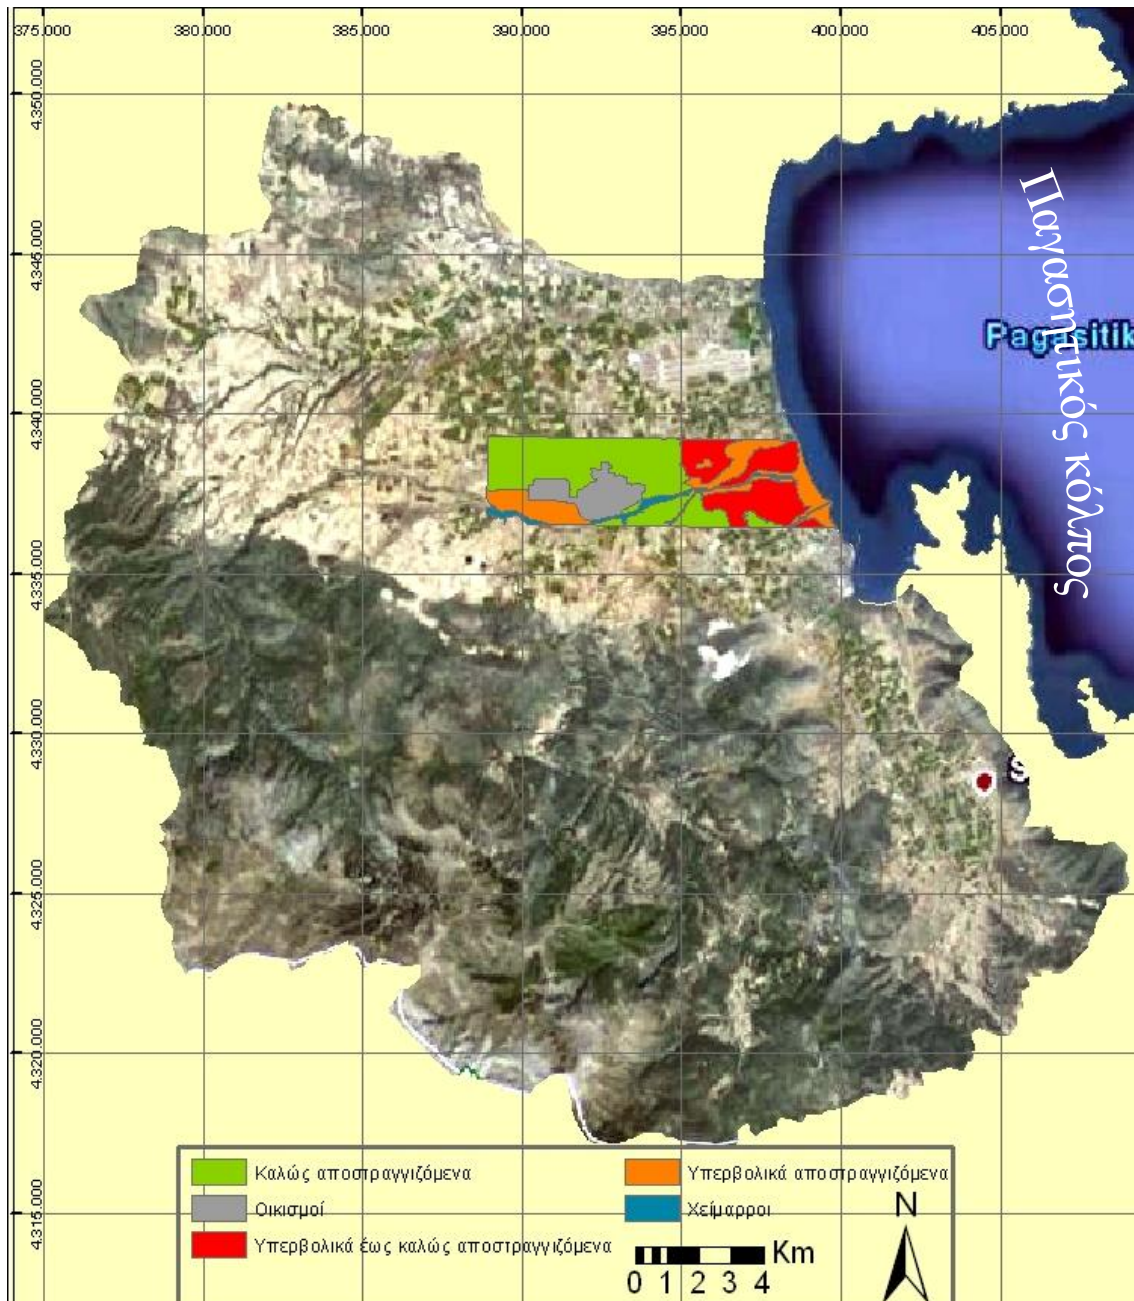 375.000 380.000 385.000 390.000 395.000 400.000 405.000
4.350.000
4.345.000
4.340.000
4.335.000
4.330.000
4.325.000
4.320.000
4.315.000
Παγασητικός κόλπος
Pagasitik
S
Καλώς αποστραγγιζόμενα
Οικισμοί
Υπερβολικά έως καλώς αποστραγγιζόμενα
Υπερβολικά αποστραγγιζόμενα
Χείμαρροι
N
Km
0 1 2 3 4